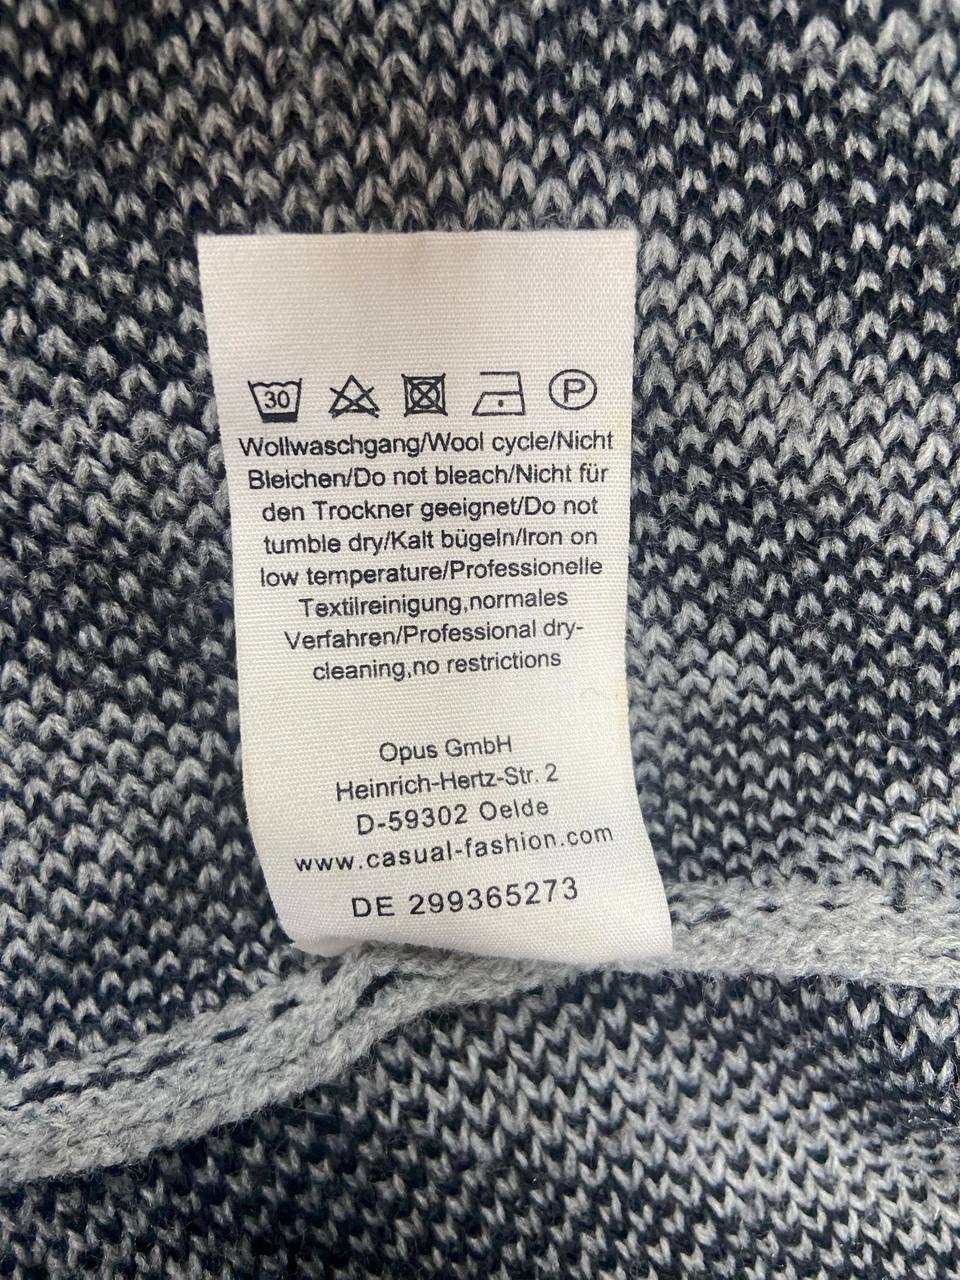 30 P
Wollwaschgang/Wool cycle/Nicht
Bleichen/Do not bleach/Nicht für
den Trockner geeignet/Do not
tumble dry/Kalt bügeln/Iron on
low temperature/Professionelle
Textilreinigung,normales
Verfahren/Professional dry-
cleaning,no restrictions
Opus GmbH
Heinrich-Hertz-Str. 2
D-59302 Oelde
www.casual-fashion.com
DE 299365273